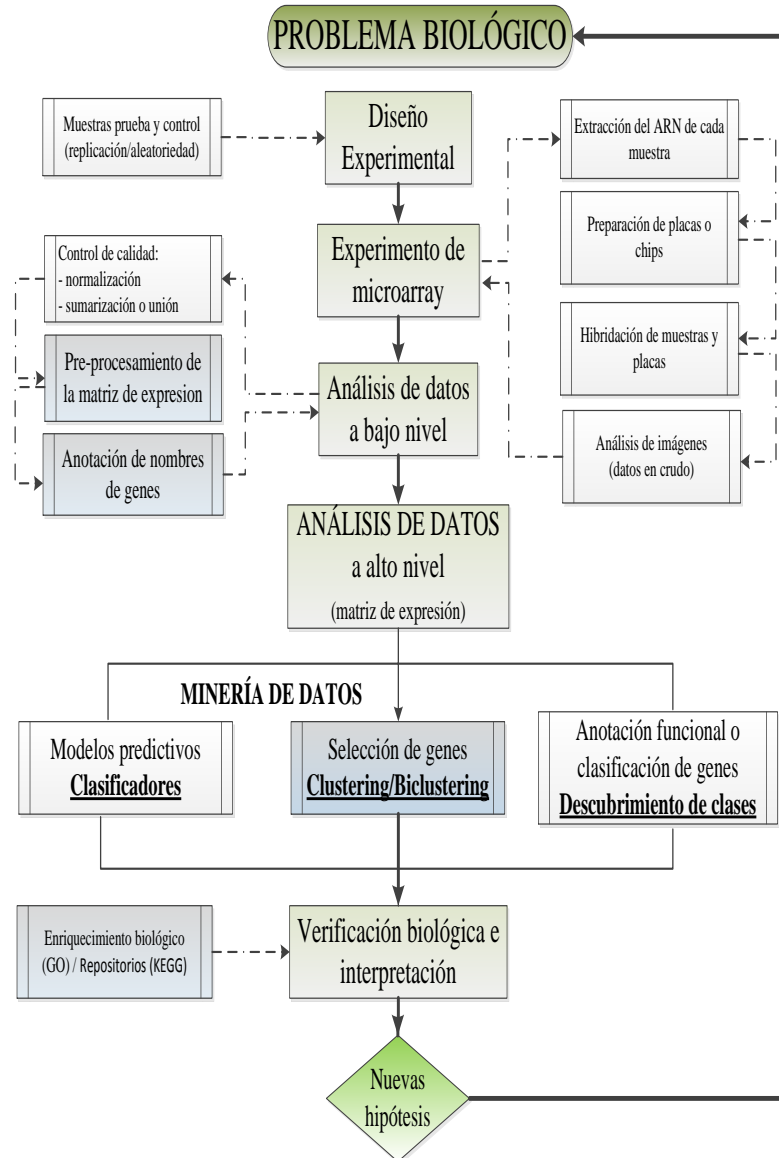 PROBLEMA BIOLÓGICO
Muestras prueba y control
(replicación/aleatoriedad)
Diseño
Experimental
Extracción del ARN de cada
muestra
Preparación de placas o
chips
Experimento de
microarray
Control de calidad:
- normalización
- sumarización o unión
Hibridación de muestras y
placas
Pre-procesamiento de
la matriz de expresion
Análisis de datos
a bajo nivel
Anotación de nombres
de genes
Análisis de imágenes
(datos en crudo)
ANÁLISIS DE DATOS
a alto nivel
(matriz de expresión)
MINERÍA DE DATOS
Modelos predictivos
Clasificadores
Selección de genes
Clustering/Biclustering
Anotación funcional o
clasificación de genes
Descubrimiento de clases
Enriquecimiento biológico
(GO) / Repositorios (KEGG)
Verificación biológica e
interpretación
Nuevas
hipótesis